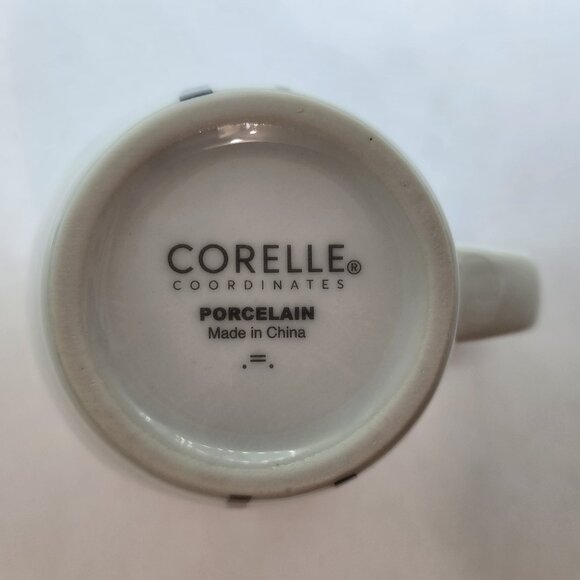 CORELLE®
COORDINATES
PORCELAIN
Made in China
.=.